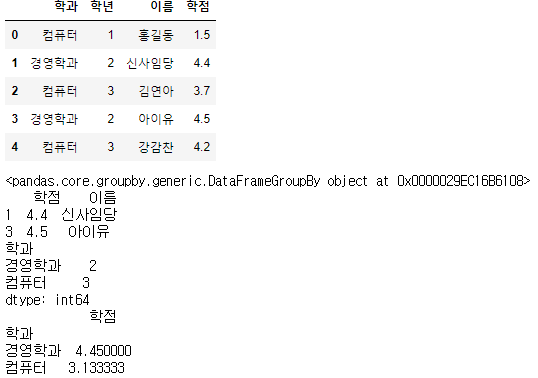 학과 학년 이름 학점
0 컴퓨터 1 홍길동 1.5
1 경영학과 2 신사임당 4.4
2 컴퓨터 3 김연아 3.7
3 경영학과 2 아이유 4.5
4 컴퓨터 3 강감찬 4.2
<pandas.core.groupby.generic.DataFrameGroupBy object at 0x0000029EC16B6108>
학점 이름
1 4.4 신사임당
3 4.5 아이유
학과
경영학과 2
컴퓨터 3
dtype: int64
학점
학과
경영학과 4.450000
컴퓨터 3.133333